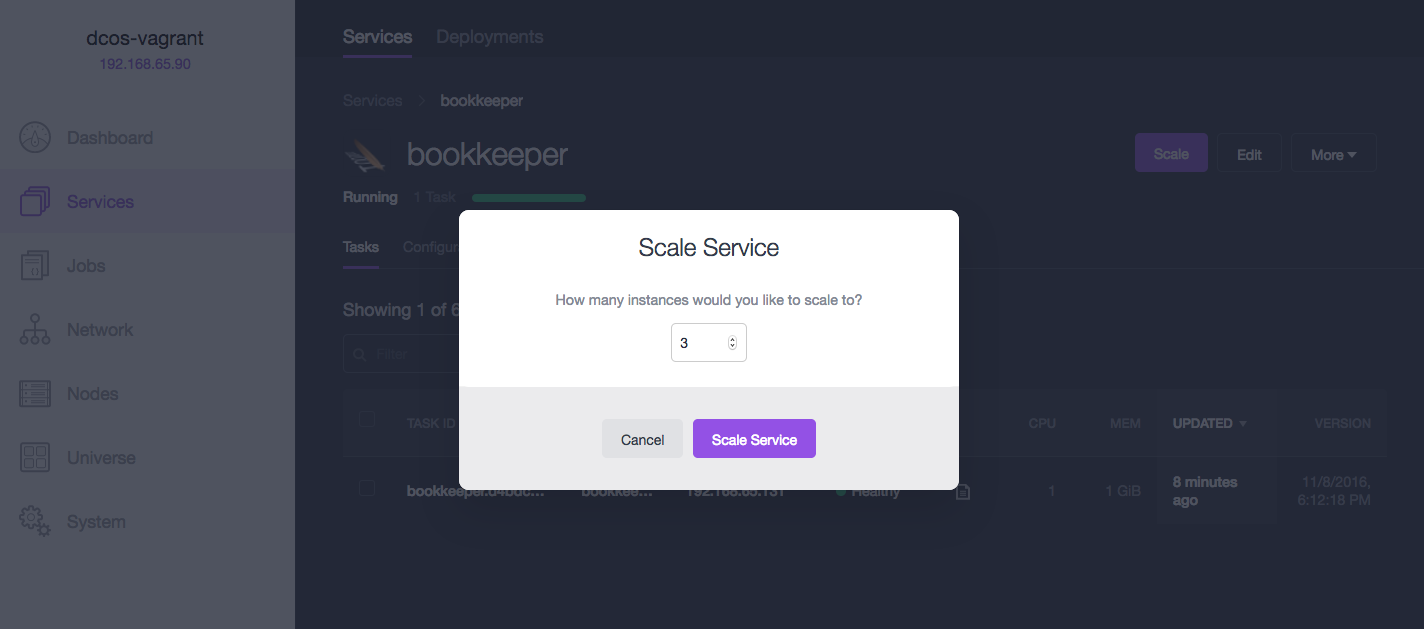 dcos-vagrant
192.168.65.90
Dashboard
Services
Jobs
Network
Nodes
Universe
System
Services Deployments
Services > bookkeeper
bookkeeper
Scale Edit More
Running 1 Task
Tasks Configur
Showing 1 of 6
Filter
Scale Service
How many instances would you like to scale to?
3
Cancel Scale Service
TASK ID CPU MEM UPDATED VERSION
bookkeeper.d4bdc... bookkee... 192.168.65.131 Healthy 1 1 GiB 8 minutes ago 11/8/2016, 6:12:18 PM